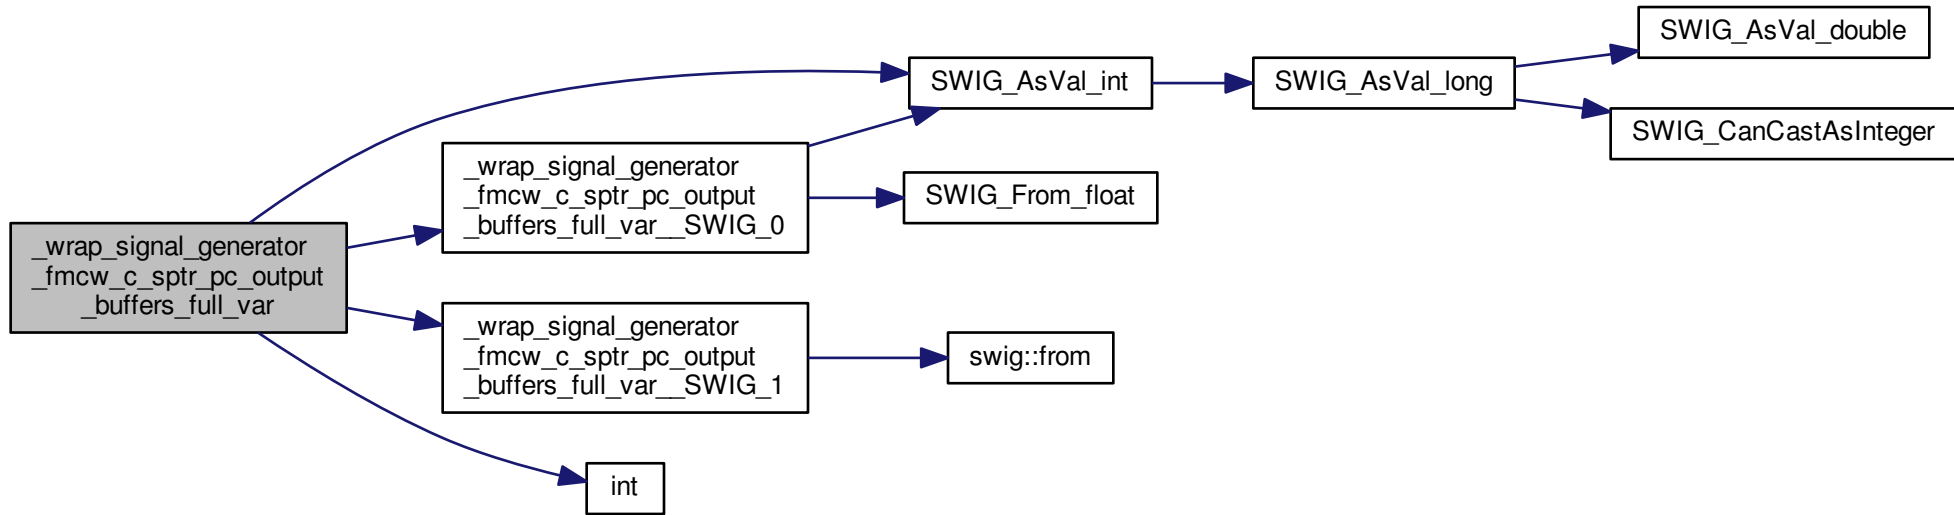 _wrap_signal_generator
_fmcw_c_sptr_pc_output
_buffers_full_var
_wrap_signal_generator
_fmcw_c_sptr_pc_output
_buffers_full_var__SWIG_0
_wrap_signal_generator
_fmcw_c_sptr_pc_output
_buffers_full_var__SWIG_1
int
SWIG_AsVal_int
SWIG_From_float
swig::from
SWIG_AsVal_long
SWIG_AsVal_double
SWIG_CanCastAsInteger